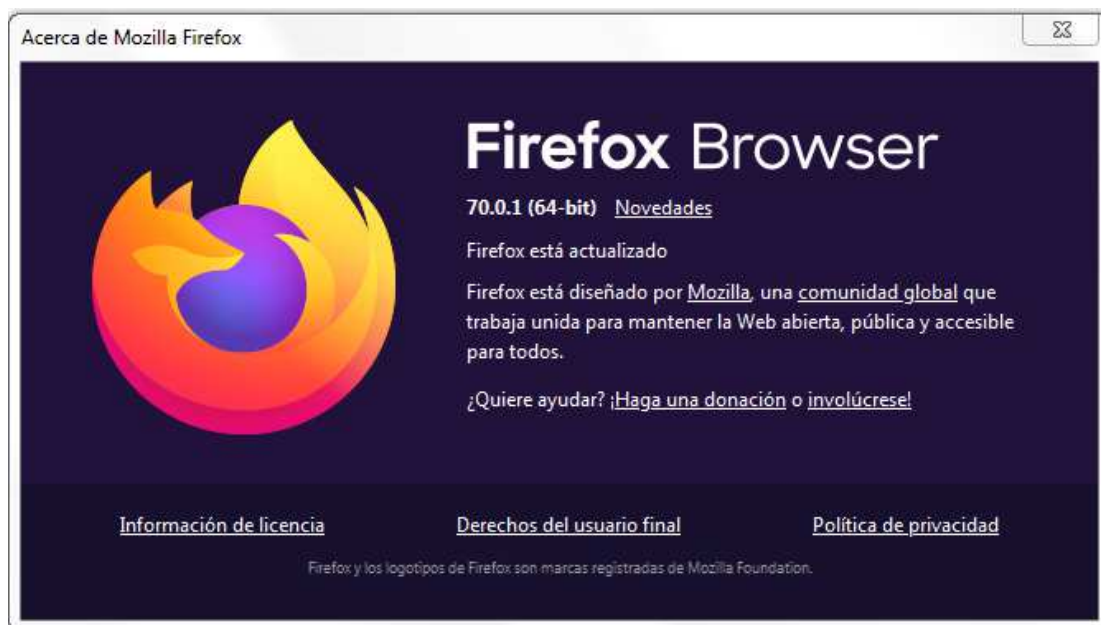 Acerca de Mozilla Firefox
Firefox Browser
70.0.1 (64-bit) Novedades
Firefox está actualizado
Firefox está diseñado por Mozilla, una comunidad global que
trabaja unida para mantener la Web abierta, pública y accesible
para todos.
¿Quiere ayudar? ¡Haga una donación o involúcrese!
Información de licencia Derechos del usuario final Política de privacidad
Firefox y los logotipos de Firefox son marcas registradas de Mozilla Foundation.